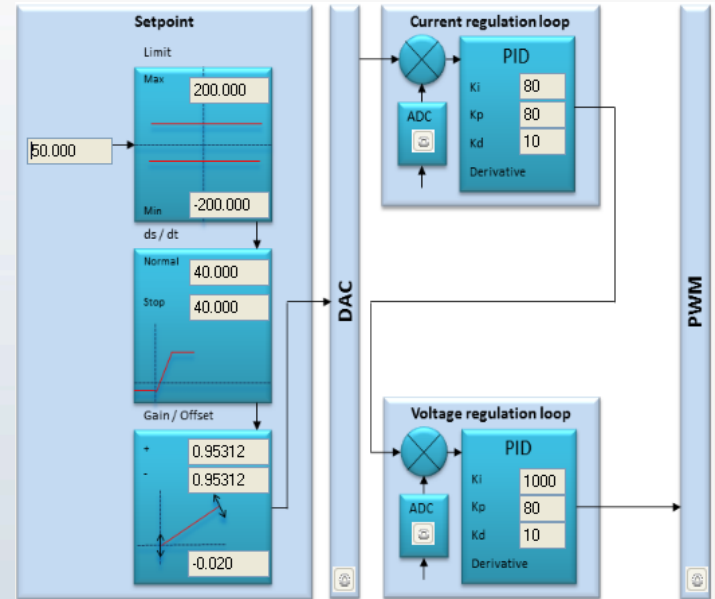 Setpoint
Limit
Max
200.000
50.000
Min
-200.000
ds / dt
Normal
40.000
Stop
40.000
Gain / Offset
+
0.95312
-
0.95312
-0.020
DAC
Current regulation loop
PID
Ki
80
ADC
Kp
80
Kd
10
Derivative
Voltage regulation loop
PID
Ki
1000
ADC
Kp
80
Kd
10
Derivative
PWM